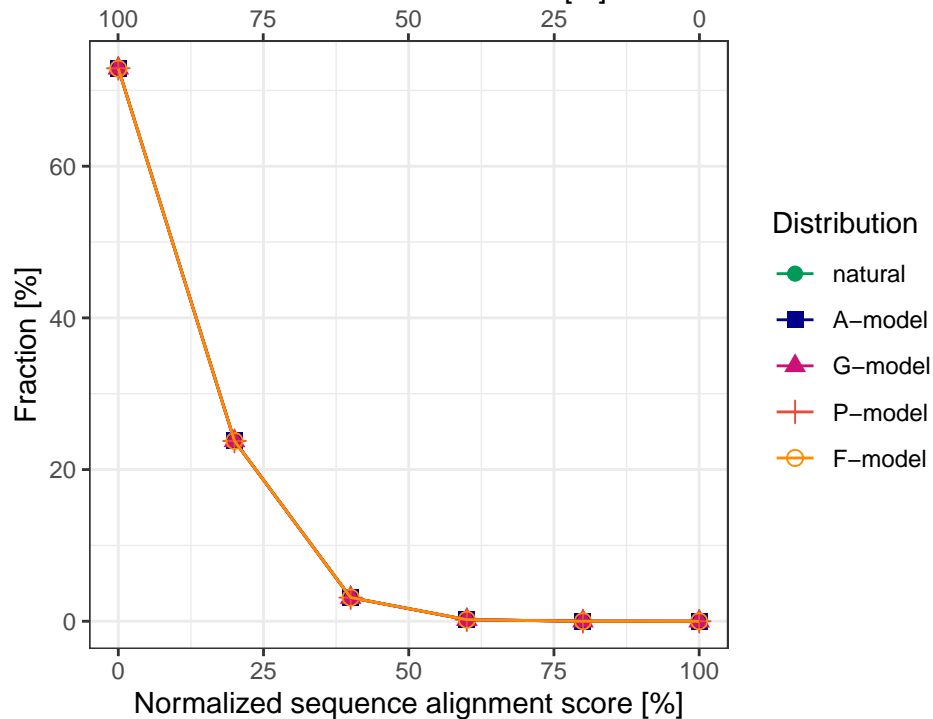 100 75 50 25 0
60
40
20
0
Fraction [%]
0 25 50 75 100
Normalized sequence alignment score [%]
Distribution
natural
A−model
G−model
P−model
F−model